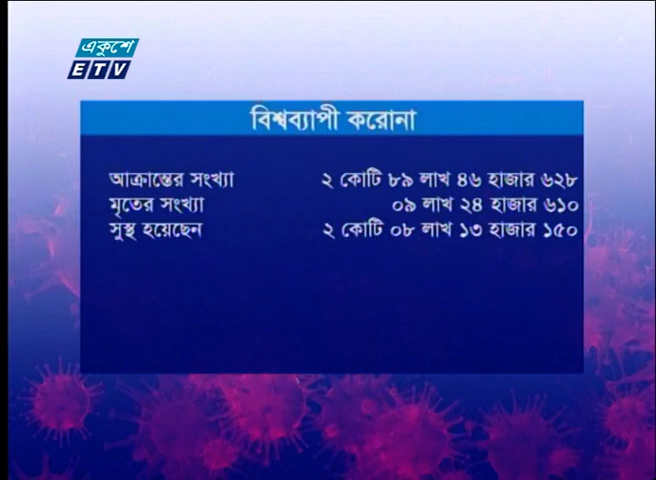 একুশে
ETV
বিশ্বব্যাপী করোনা
আক্রান্তের সংখ্যা ২ কোটি ৮৯ লাখ ৪৬ হাজার ৬২৮
মৃতের সংখ্যা ০৯ লাখ ২৪ হাজার ৬১০
সুস্থ হয়েছেন ২ কোটি ০৮ লাখ ১৩ হাজার ১৫০